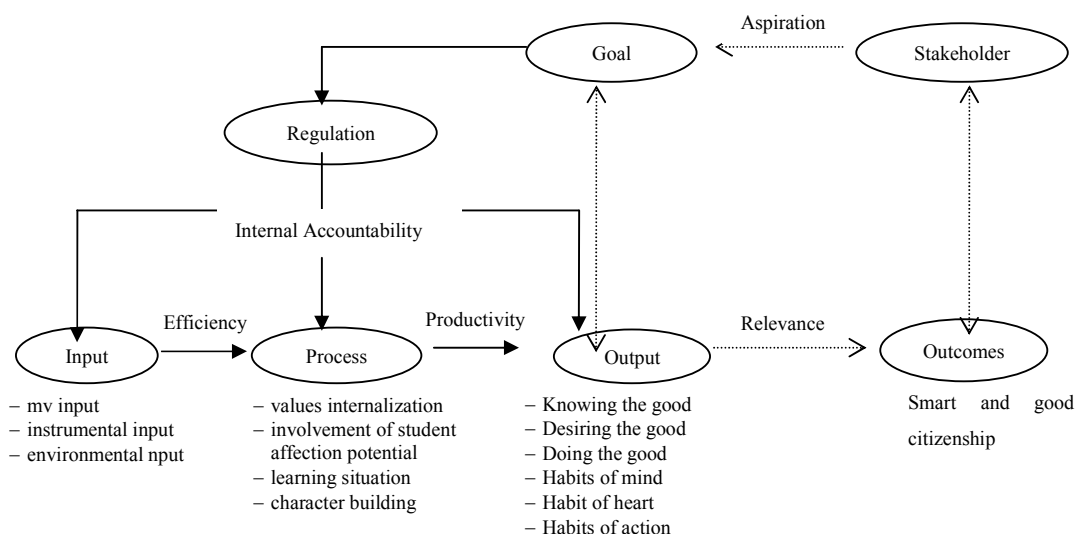 Aspiration
Goal
Stakeholder
Regulation
Internal Accountability
Efficiency
Productivity
Relevance
Input
Process
Output
Outcomes
– mv input
– instrumental input
– environmental nput
– values internalization
– involvement of student
affection potential
– learning situation
– character building
– Knowing the good
– Desiring the good
– Doing the good
– Habits of mind
– Habit of heart
– Habits of action
Smart and good
citizenship